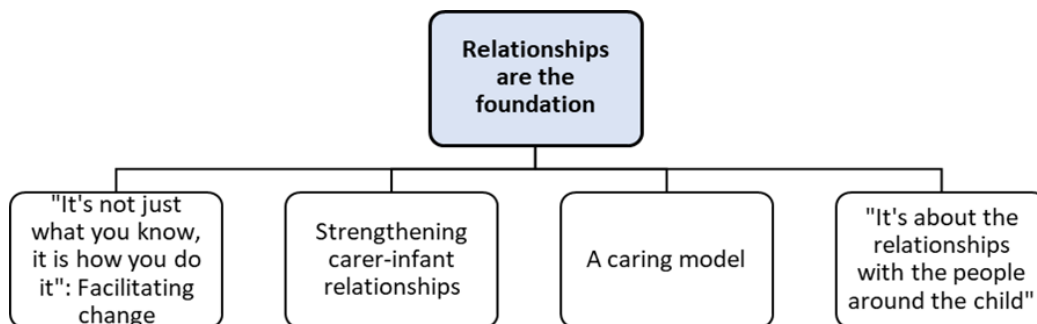 Relationships
are the
foundation
"It's not just
what you know,
it is how you do
it": Facilitating
change
Strengthening
carer-infant
relationships
A caring model
"It's about the
relationships
with the people
around the child"